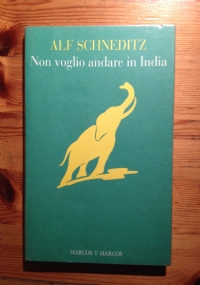 ALF SCHNEDITZ
Non voglio andare in India
MARCOS Y MARCOS